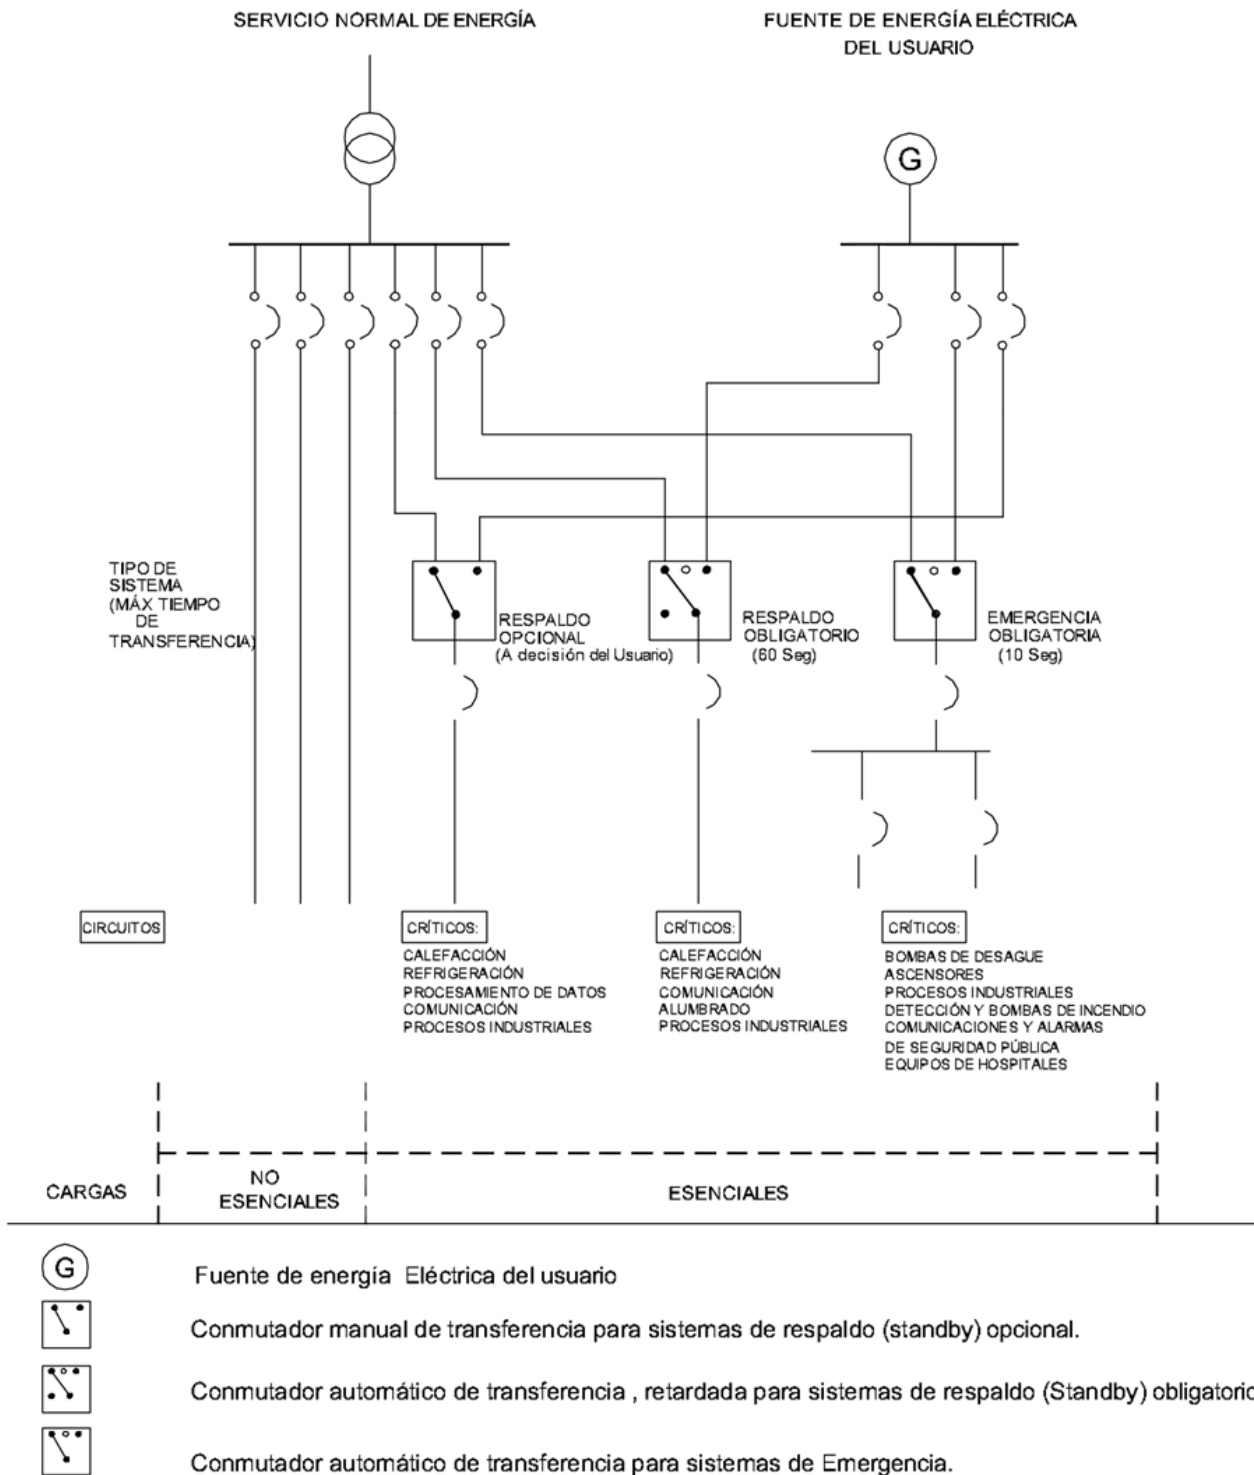 SERVICIO NORMAL DE ENERGÍA
FUENTE DE ENERGÍA ELÉCTRICA
DEL USUARIO
G
TIPO DE
SISTEMA
(MÁX TIEMPO
DE
TRANSFERENCIA)
RESPALDO
OPCIONAL
(A decisión del Usuario)
RESPALDO
OBLIGATORIO
(60 Seg)
EMERGENCIA
OBLIGATORIA
(10 Seg)
CIRCUITOS
CRÍTICOS:
CALEFACCIÓN
REFRIGERACIÓN
PROCESAMIENTO DE DATOS
COMUNICACIÓN
PROCESOS INDUSTRIALES
CRÍTICOS:
CALEFACCIÓN
REFRIGERACIÓN
COMUNICACIÓN
ALUMBRADO
PROCESOS INDUSTRIALES
CRÍTICOS:
BOMBAS DE DESAGUE
ASCENSORES
PROCESOS INDUSTRIALES
DETECCIÓN Y BOMBAS DE INCENDIO
COMUNICACIONES Y ALARMAS
DE SEGURIDAD PÚBLICA
EQUIPOS DE HOSPITALES
CARGAS
NO
ESENCIALES
ESENCIALES
G
Fuente de energía Eléctrica del usuario
Conmutador manual de transferencia para sistemas de respaldo (standby) opcional.
Conmutador automático de transferencia , retardada para sistemas de respaldo (Standby) obligatorio
Conmutador automático de transferencia para sistemas de Emergencia.